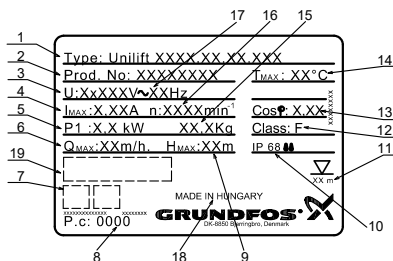 17 16 15
1 Type: Unilift XXXX.XX.XX.XXX
2 Prod. No: XXXXXXXX TMAX: XX°C 14
3 U:XxXXXV~XXHz
4 IMAX:X.XXA n:XXXXmin-1 Cosφ: X.XX 13
5 P1 :X.X kW XX.XKg Class: F 12
6 QMAX:XXm/h. HMAX:XXm IP 68 11
19 XX m
7
MADE IN HUNGARY
GRUNDFOS
P.c: 0000 DK-8850 Bjerringbro, Denmark
8 18 9 10